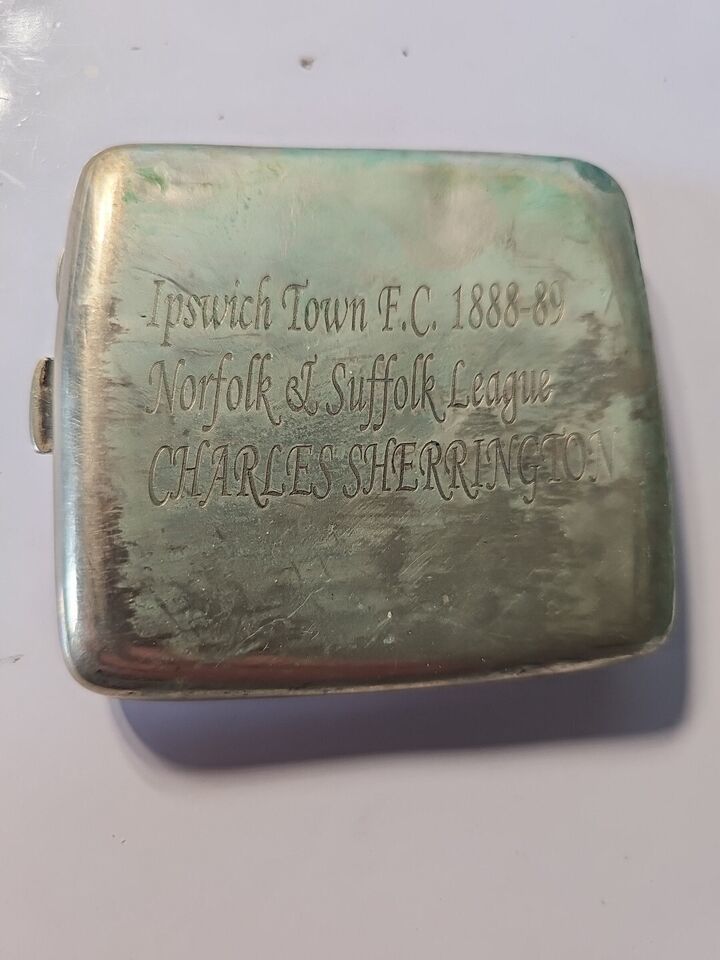 Ipswich Town F.C. 1888-89
Norfolk & Suffolk League
CHARLES SHERRINGTON